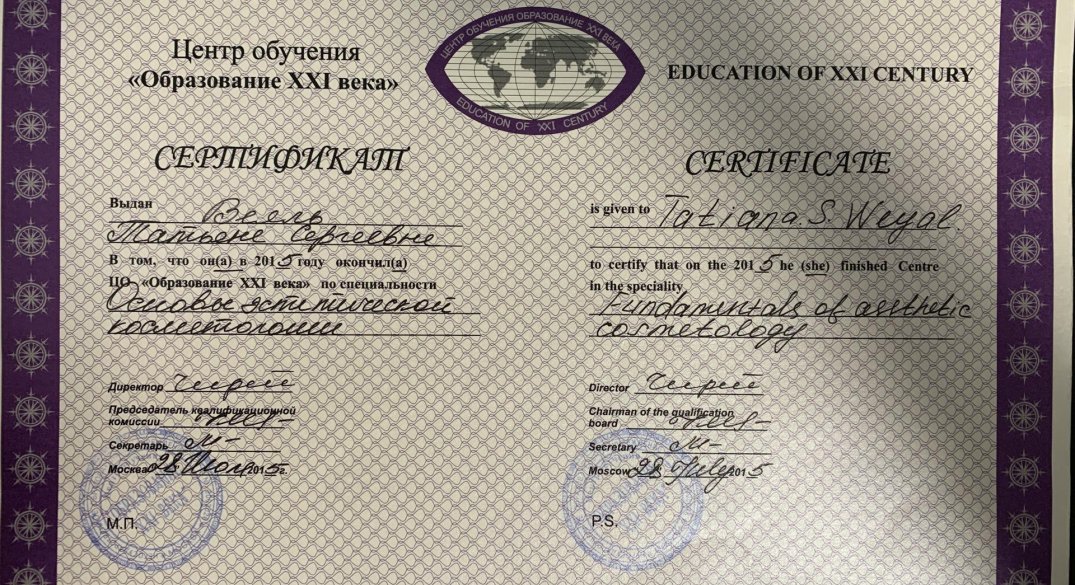 Центр обучения
«Образование XXI века»
ЦЕНТР ОБУЧЕНИЯ ОБРАЗОВАНИЕ XXI ВЕКА
EDUCATION OF XXI CENTURY
EDUCATION OF XXI CENTURY
СЕРТИФИКАТ
Выдан
Татьяне Сергеевне
В том, что он(а) в 2015 году окончил(а)
ЦО «Образование XXI века» по специальности
Основы эстетической
косметологии
Директор
Председатель квалификационной
комиссии
Секретарь
Москва 28 Июля 2015г.
М.П.
CERTIFICATE
is given to Tatiana. S. Weyal.
to certify that on the 2015 he (she) finished Centre
in the speciality
Fundamentals of aesthetic
cosmetology
Director
Chairman of the qualification
board
Secretary
Moscow 28 July 2015
P.S.